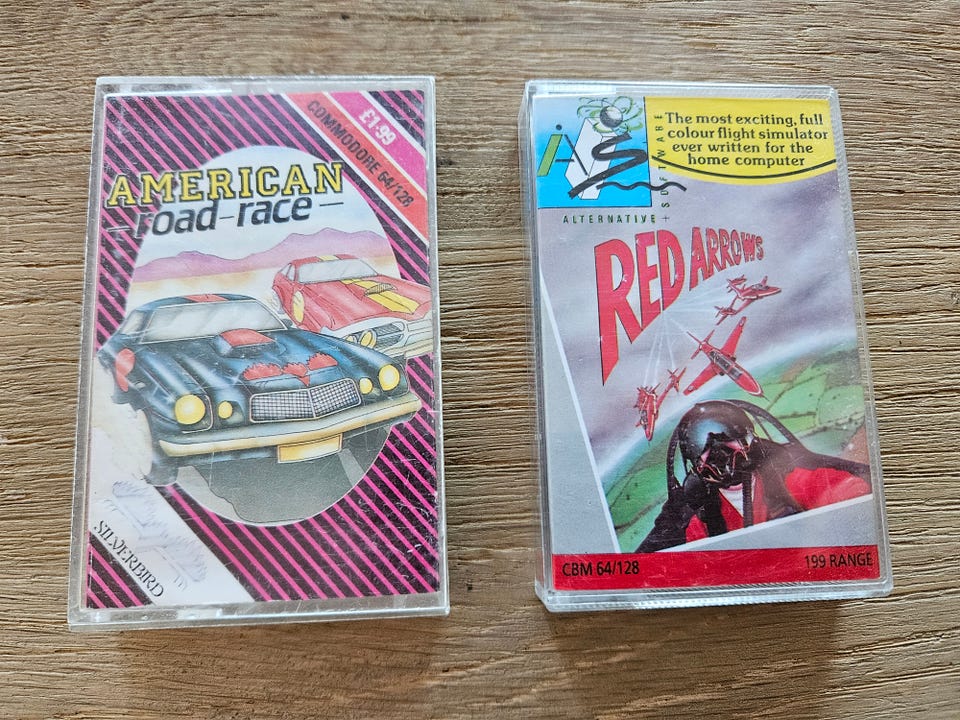 £1·99
COMMODORE 64/128
AMERICAN
road-race
SILVERBIRD
The most exciting, full
colour flight simulator
ever written for the
home computer
AS
SOFTWARE
ALTERNATIVE +
RED ARROWS
CBM 64/128
199 RANGE